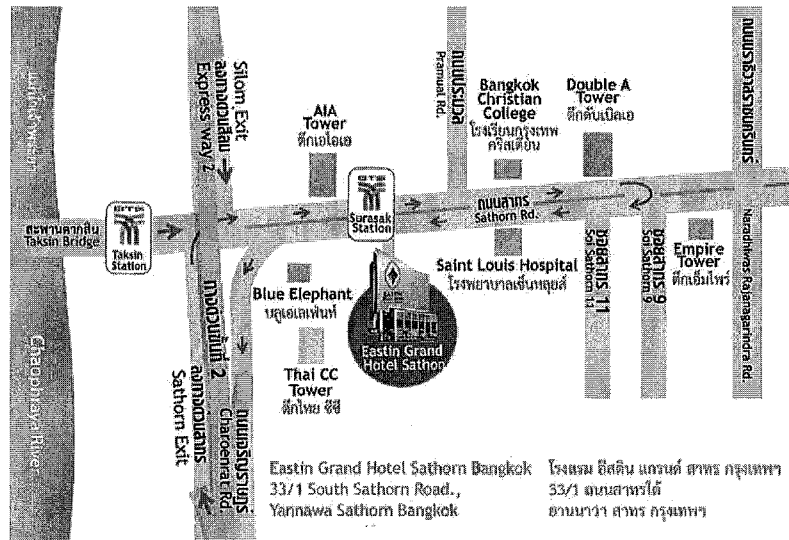 Silom Exit
ลงทางด่วนสีลม
Express way 2
AIA
Tower
ตึกเอไอเอ
ถนนประมวล
Pramual Rd.
Bangkok
Christian
College
โรงเรียนกรุงเทพ
คริสเตียน
Double A
Tower
ตึกดับเบิลเอ
ถนนนราธิวาสราชนครินทร์
Naradhiwas Rajanagarindra Rd.
BTS
Surasak
Station
ถนนสาทร
Sathorn Rd.
สะพานตากสิน
Taksin Bridge
BTS
Taksin
Station
Blue Elephant
บลูเอเลเฟ่นท์
Thai CC
Tower
ตึกไทย ซีซี
Eastin Grand
Hotel Sathon
Saint Louis Hospital
โรงพยาบาลเซ็นหลุยส์
ซอยสาทร 11
Soi Sathorn 11
ซอยสาทร 9
Soi Sathorn 9
Empire
Tower
ตึกเอ็มไพร์
Chaophraya River
ทางด่วนขั้นที่ 2
ลงทางด่วนสาทร
Sathorn Exit
ถนนเจริญราษฎร์
Charoenrat Rd.
Eastin Grand Hotel Sathorn Bangkok
33/1 South Sathorn Road.,
Yannawa Sathorn Bangkok
โรงแรม อีสติน แกรนด์ สาทร กรุงเทพฯ
33/1 ถนนสาทรใต้
ยานนาวา สาทร กรุงเทพฯ